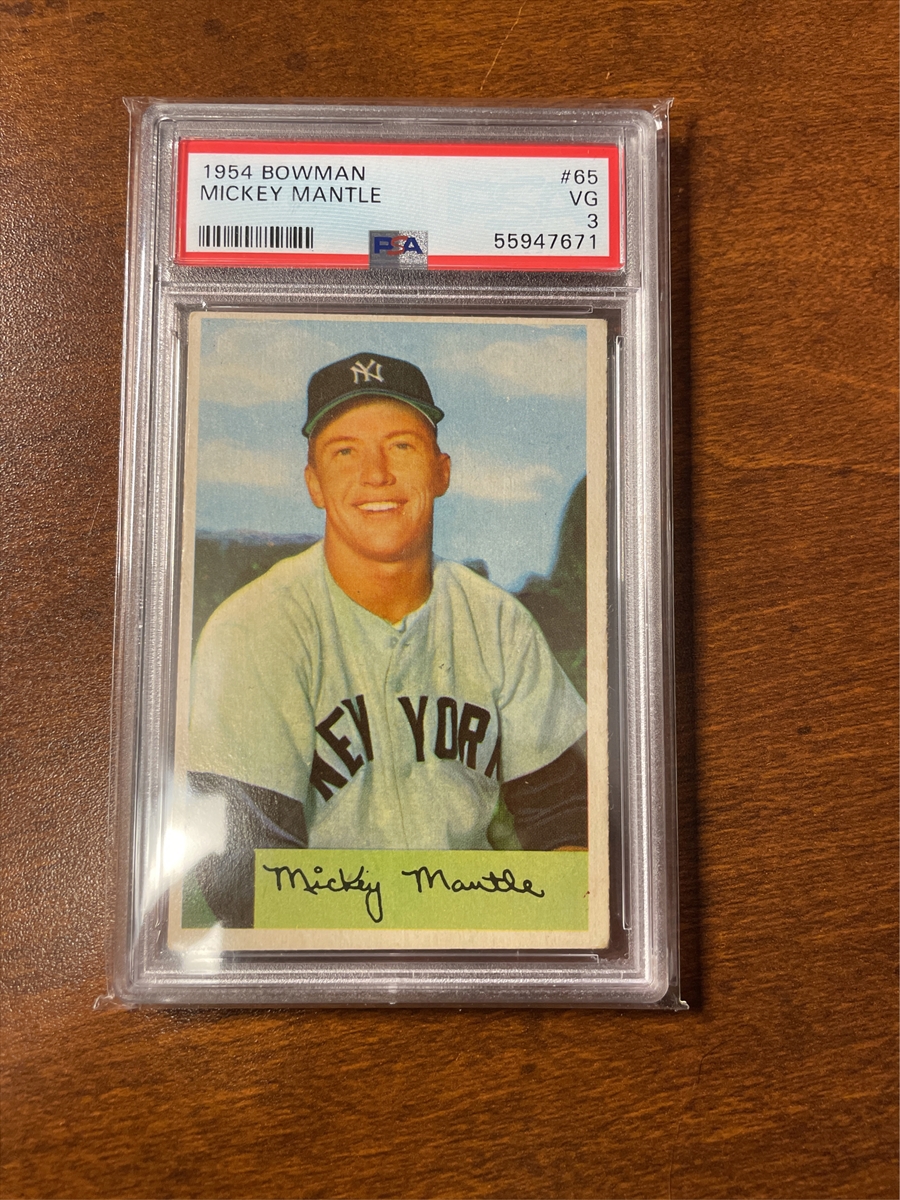 1954 BOWMAN #65
MICKEY MANTLE VG
3
PSA 55947671
NY
NEW YORK
Mickey Mantle